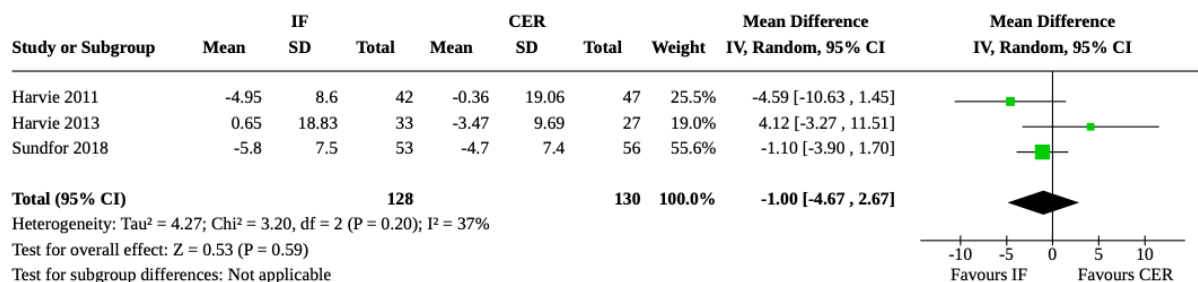 IF CER Mean Difference Mean Difference
Study or Subgroup Mean SD Total Mean SD Total Weight IV, Random, 95% CI IV, Random, 95% CI
Harvie 2011 -4.95 8.6 42 -0.36 19.06 47 25.5% -4.59 [-10.63 , 1.45]
Harvie 2013 0.65 18.83 33 -3.47 9.69 27 19.0% 4.12 [-3.27 , 11.51]
Sundfor 2018 -5.8 7.5 53 -4.7 7.4 56 55.6% -1.10 [-3.90 , 1.70]
Total (95% CI) 128 130 100.0% -1.00 [-4.67 , 2.67]
Heterogeneity: Tau² = 4.27; Chi² = 3.20, df = 2 (P = 0.20); I² = 37%
Test for overall effect: Z = 0.53 (P = 0.59)
-10 -5 0 5 10
Test for subgroup differences: Not applicable
Favours IF Favours CER